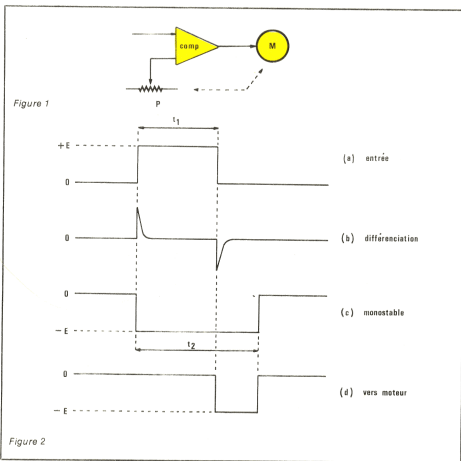 comp
M
P
Figure 1
t1
+E
0
(a) entrée
0
(b) différenciation
0
-E
(c) monostable
t2
0
-E
(d) vers moteur
Figure 2